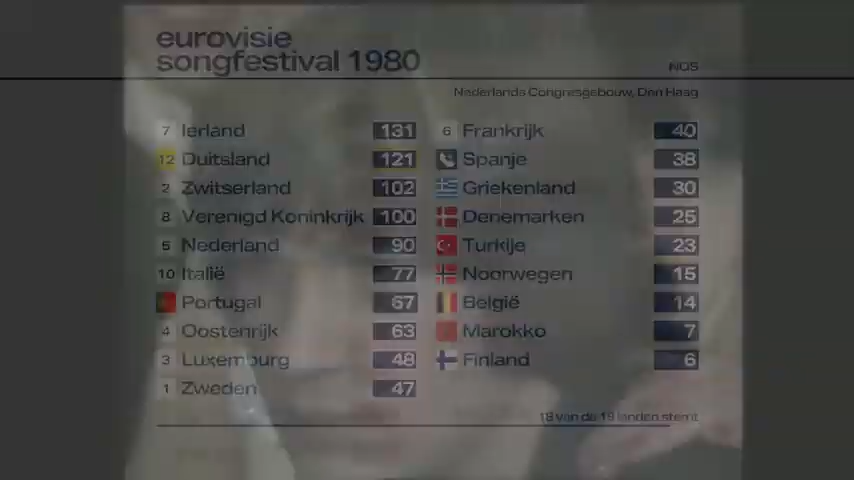 eurovisie
songfestival 1980
NOS
Nederlands Congresgebouw, Den Haag
7 Ierland 131
12 Duitsland 121
2 Zwitserland 102
8 Verenigd Koninkrijk 100
5 Nederland 90
10 Italië 77
Portugal 67
4 Oostenrijk 63
3 Luxemburg 48
1 Zweden 47
6 Frankrijk 40
Spanje 38
Griekenland 30
Denemarken 25
Turkije 23
Noorwegen 15
België 14
Marokko 7
Finland 6
18 van de 19 landen stemt